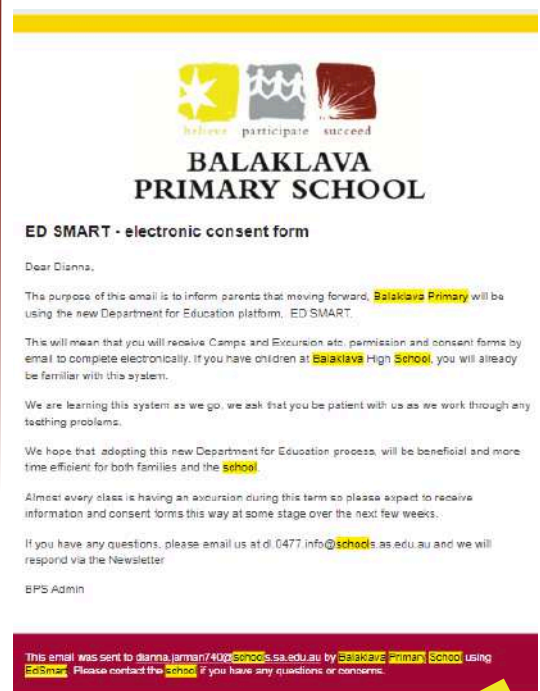 believe participate succeed
BALAKLAVA
PRIMARY SCHOOL
ED SMART - electronic consent form
Dear Dianna,
The purpose of this email is to inform parents that moving forward, Balaklava Primary will be
using the new Department for Education platform, ED SMART.
This will mean that you will receive Camps and Excursion etc. permission and consent forms by
email to complete electronically. If you have children at Balaklava High School, you will already
be familiar with this system.
We are learning this system as we go, we ask that you be patient with us as we work through any
teething problems.
We hope that adopting this new Department for Education process, will be beneficial and more
time efficient for both families and the school.
Almost every class is having an excursion during this term so please expect to receive
information and consent forms this way at some stage over the next few weeks.
If you have any questions, please email us at dl.0477.info@schools.sa.edu.au and we will
respond via the Newsletter
BPS Admin
This email was sent to dianna.jarman740@schools.sa.edu.au by Balaklava Primary School using
EdSmart. Please contact the school if you have any questions or concerns.